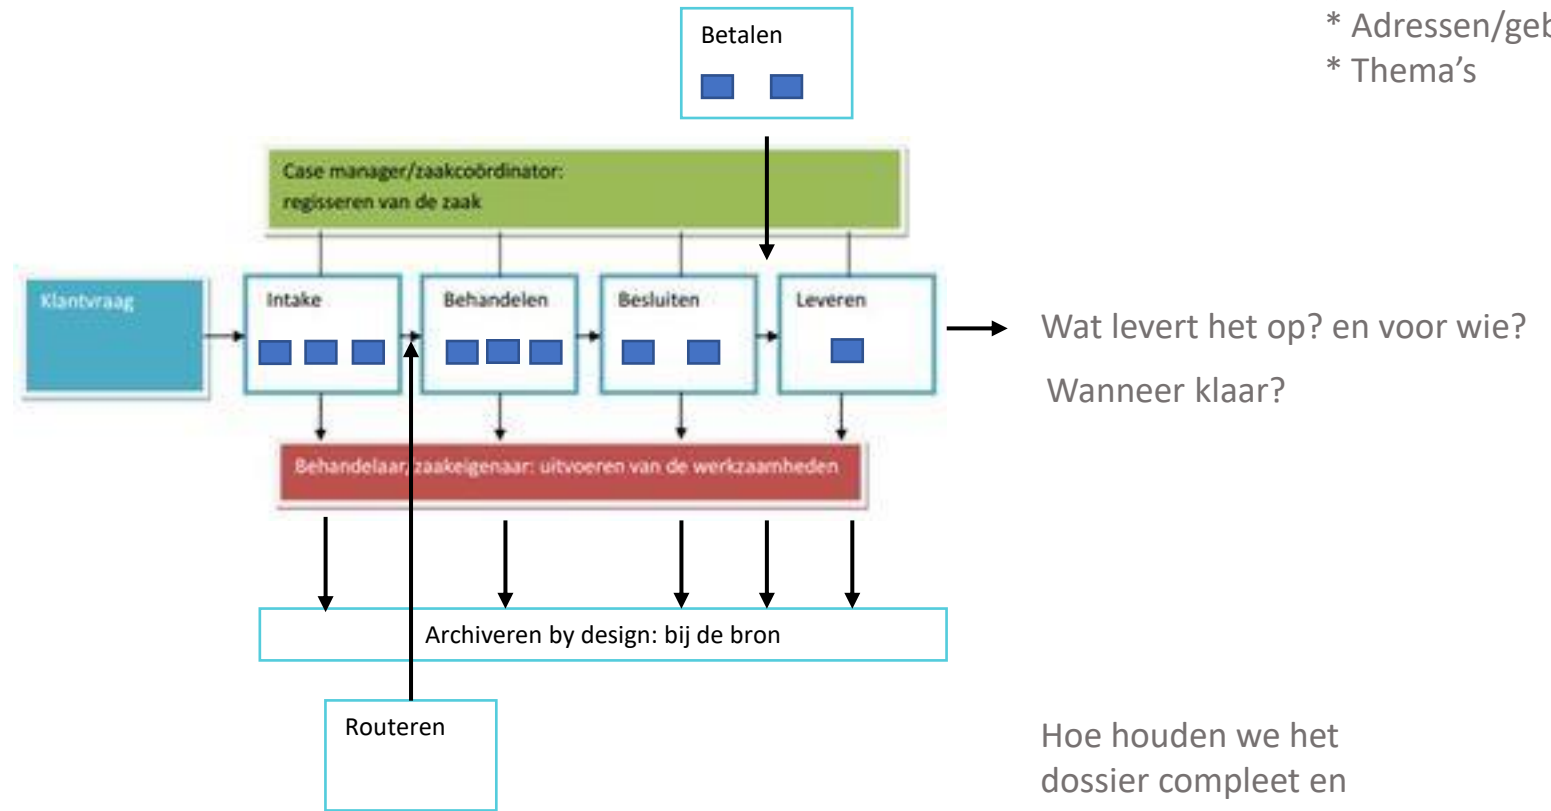 Betalen
* Adressen/geb
* Thema's
Case manager/zaakcoördinator:
regisseren van de zaak
Klantvraag
Intake
Behandelen
Besluiten
Leveren
Wat levert het op? en voor wie?
Wanneer klaar?
Behandelaar, zaakeigenaar: uitvoeren van de werkzaamheden
Archiveren by design: bij de bron
Routeren
Hoe houden we het
dossier compleet en